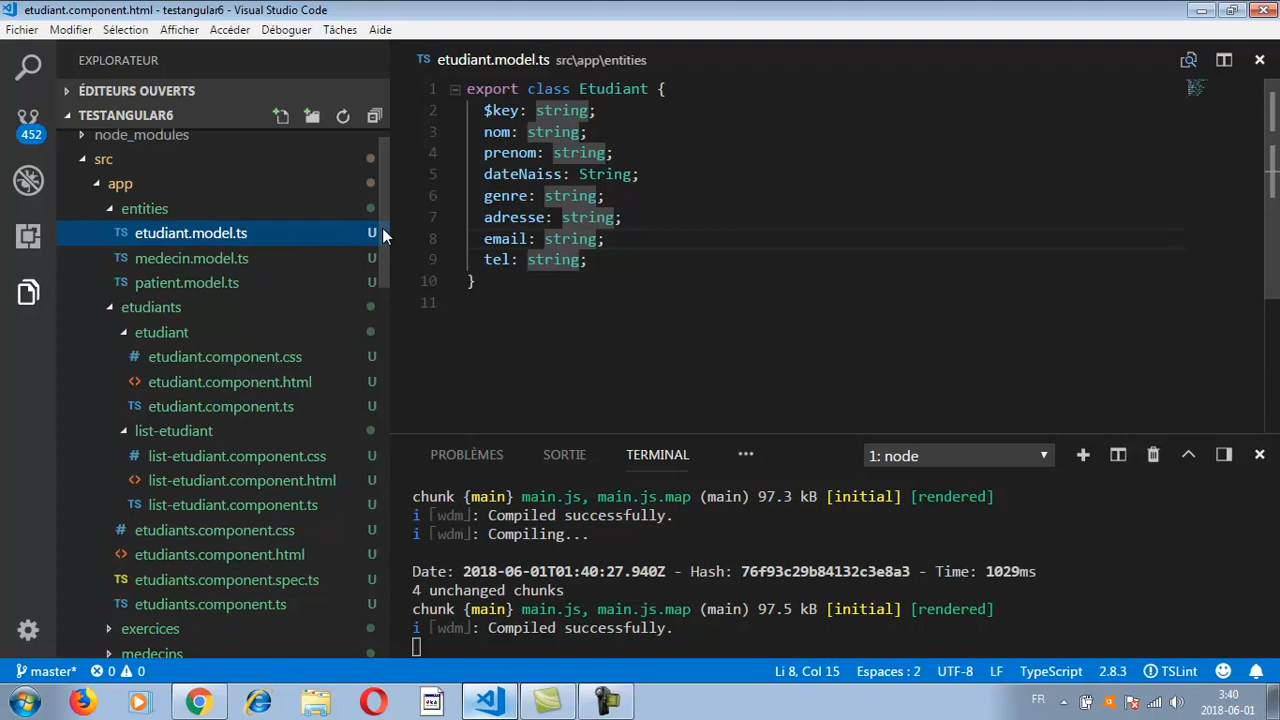 etudiant.component.html - testangular6 - Visual Studio Code
Fichier Modifier Sélection Afficher Accéder Déboguer Tâches Aide
EXPLORATEUR
ÉDITEURS OUVERTS
TESTANGULAR6
452
node_modules
src
app
entities
TS etudiant.model.ts U
TS medecin.model.ts U
TS patient.model.ts U
etudiants
etudiant
# etudiant.component.css U
<> etudiant.component.html U
TS etudiant.component.ts U
list-etudiant
# list-etudiant.component.css U
<> list-etudiant.component.html U
TS list-etudiant.component.ts U
# etudiants.component.css U
<> etudiants.component.html U
TS etudiants.component.spec.ts U
TS etudiants.component.ts U
exercices
medecins
TS etudiant.model.ts src\app\entities
1 export class Etudiant {
2 $key: string;
3 nom: string;
4 prenom: string;
5 dateNaiss: String;
6 genre: string;
7 adresse: string;
8 email: string;
9 tel: string;
10 }
11
PROBLÈMES SORTIE TERMINAL ••• 1: node
chunk {main} main.js, main.js.map (main) 97.3 kB [initial] [rendered]
i ｢wdm｣: Compiled successfully.
i ｢wdm｣: Compiling...
Date: 2018-06-01T01:40:27.940Z - Hash: 76f93c29b84132c3e8a3 - Time: 1029ms
4 unchanged chunks
chunk {main} main.js, main.js.map (main) 97.5 kB [initial] [rendered]
i ｢wdm｣: Compiled successfully.
master* 0 0 Li 8, Col 15 Espaces : 2 UTF-8 LF TypeScript 2.8.3 TSLint
FR 3:40
2018-06-01